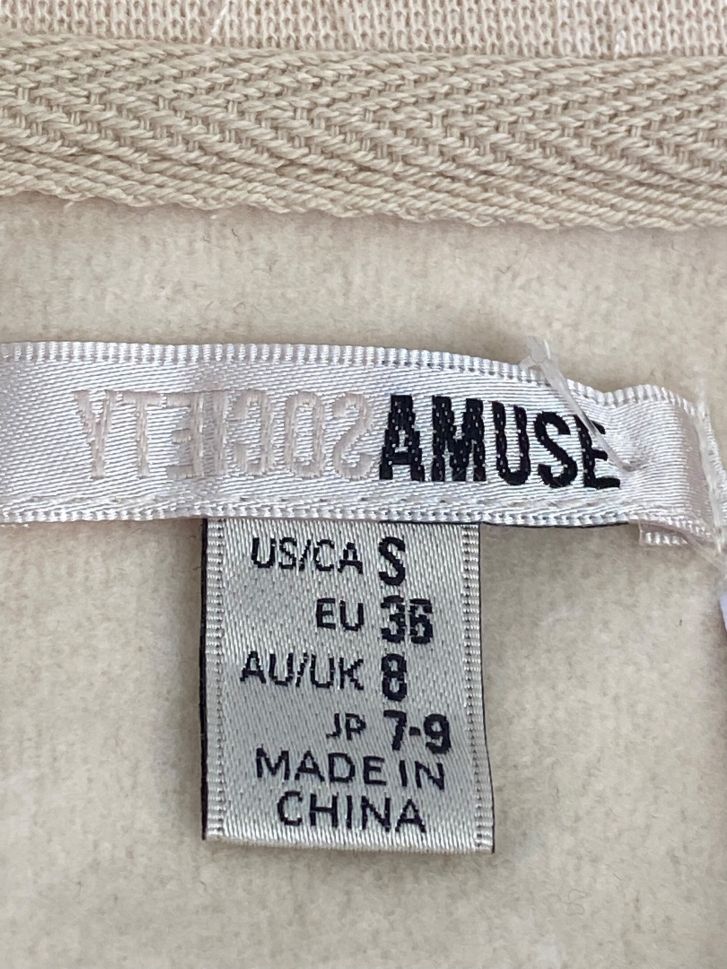 SOCIETY AMUSE
US/CA S
EU 36
AU/UK 8
JP 7-9
MADE IN
CHINA